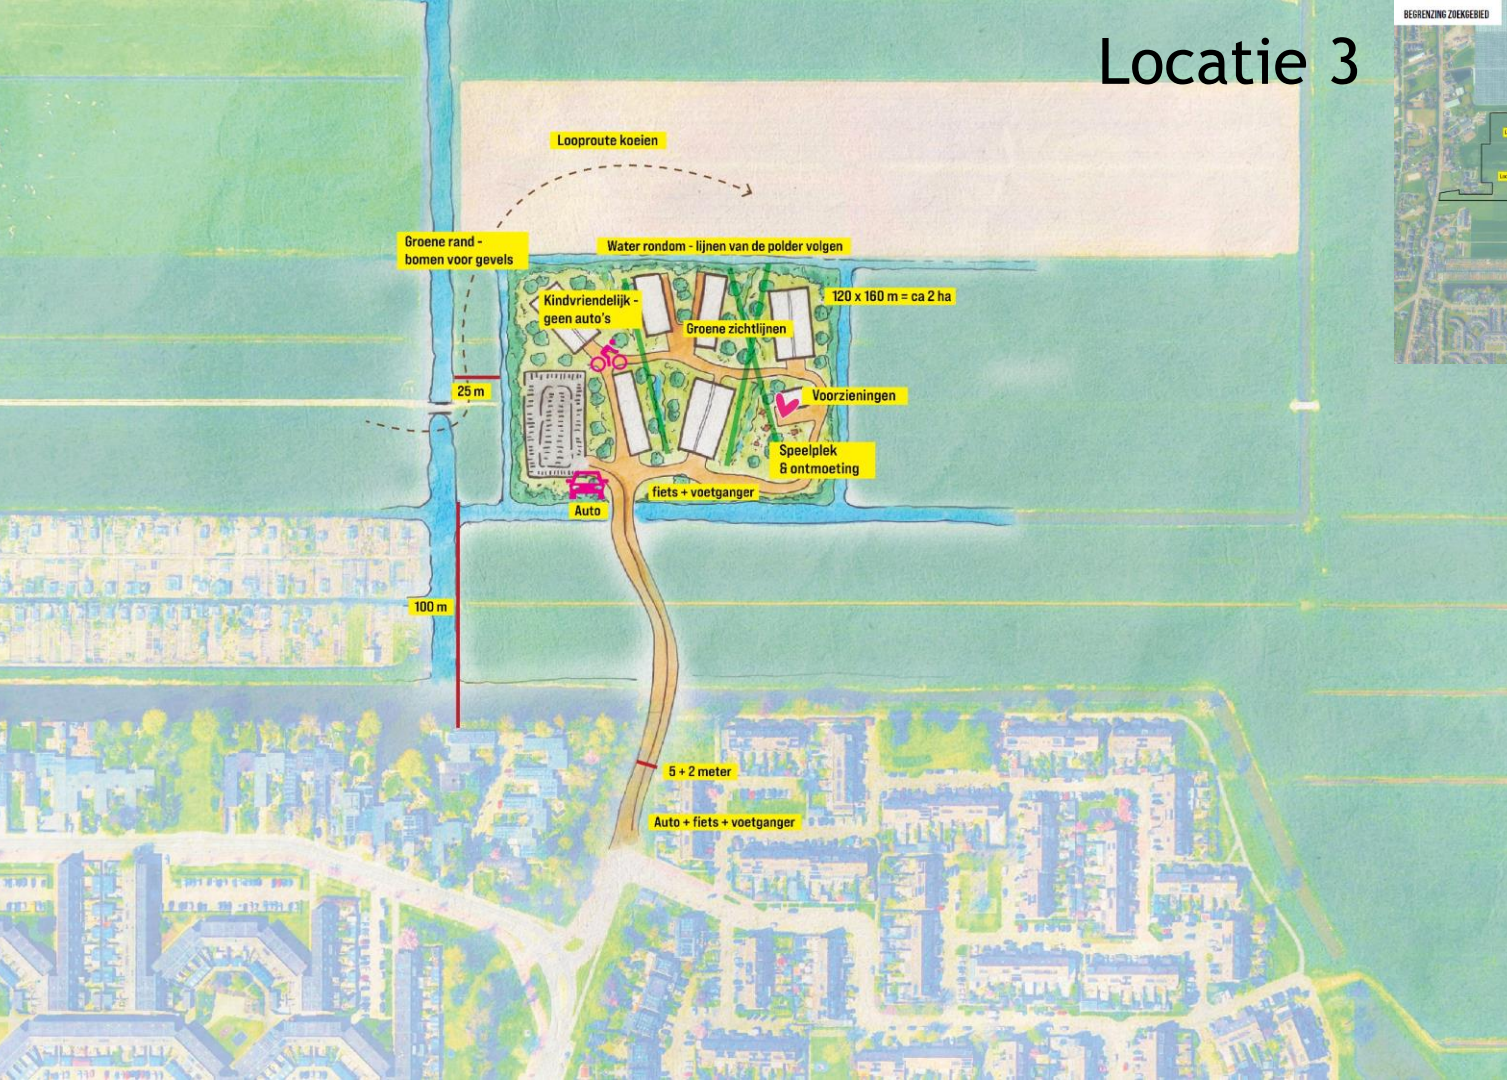 BEGRENZING ZOEKGEBIED
Locatie 3
Looproute koeien
Groene rand -
bomen voor gevels
Water rondom - lijnen van de polder volgen
Kindvriendelijk -
geen auto's
120 x 160 m = ca 2 ha
Groene zichtlijnen
25 m
Voorzieningen
Speelplek
& ontmoeting
fiets + voetganger
Auto
100 m
5 + 2 meter
Auto + fiets + voetganger